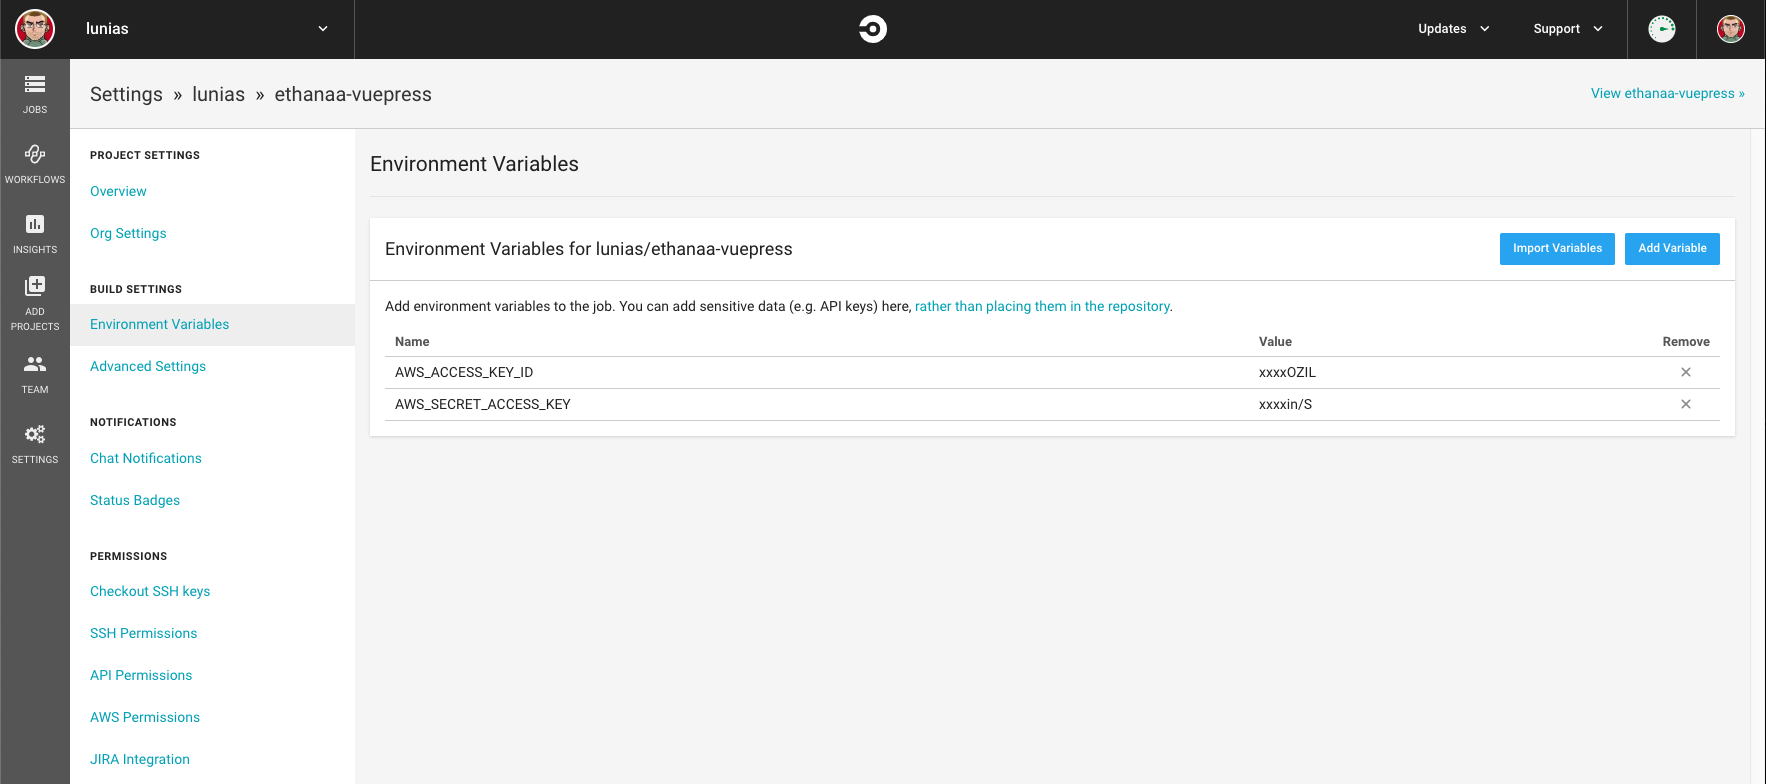 lunias
Updates
Support
JOBS
WORKFLOWS
INSIGHTS
ADD
PROJECTS
TEAM
SETTINGS
Settings » lunias » ethanaa-vuepress
View ethanaa-vuepress »
PROJECT SETTINGS
Overview
Org Settings
BUILD SETTINGS
Environment Variables
Advanced Settings
NOTIFICATIONS
Chat Notifications
Status Badges
PERMISSIONS
Checkout SSH keys
SSH Permissions
API Permissions
AWS Permissions
JIRA Integration
Environment Variables
Environment Variables for lunias/ethanaa-vuepress
Import Variables
Add Variable
Add environment variables to the job. You can add sensitive data (e.g. API keys) here, rather than placing them in the repository.
Name Value Remove
AWS_ACCESS_KEY_ID xxxxOZIL
AWS_SECRET_ACCESS_KEY xxxxin/S